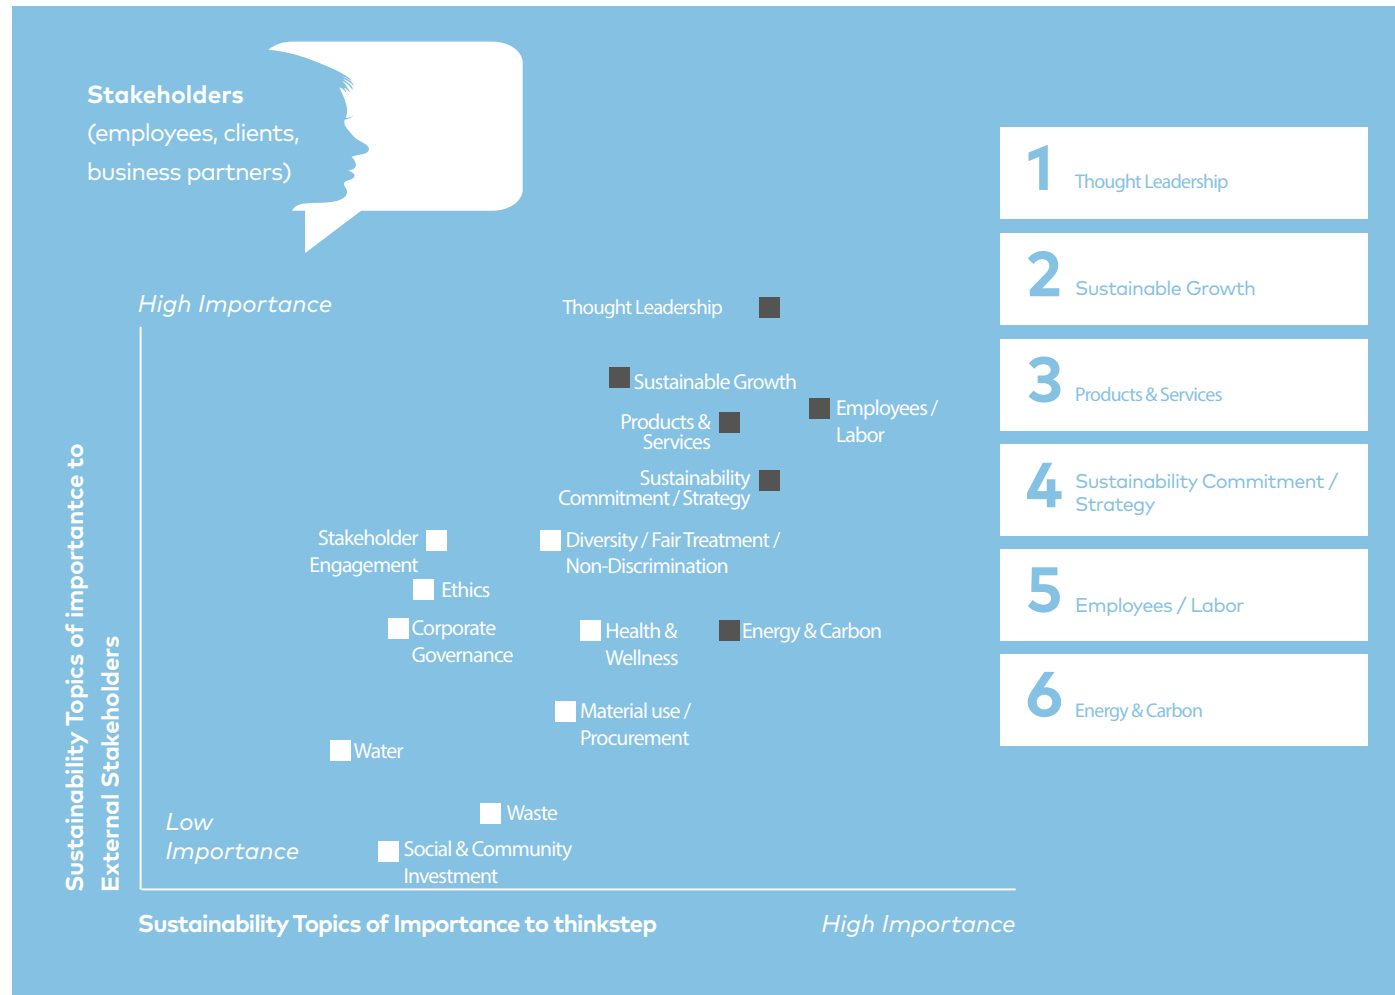 Stakeholders
(employees, clients,
business partners)
High Importance
Thought Leadership
Sustainable Growth
Employees /
Labor
Products &
Services
Sustainability
Commitment / Strategy
Stakeholder
Engagement
Diversity / Fair Treatment /
Non-Discrimination
Ethics
Corporate
Governance
Health &
Wellness
Energy & Carbon
Material use /
Procurement
Water
Waste
Social & Community
Investment
Low
Importance
Sustainability Topics of importantce to
External Stakeholders
Sustainability Topics of Importance to thinkstep
High Importance
1 Thought Leadership
2 Sustainable Growth
3 Products & Services
4 Sustainability Commitment /
Strategy
5 Employees / Labor
6 Energy & Carbon